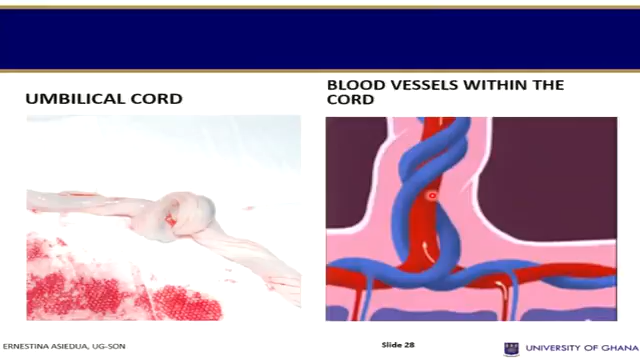 UMBILICAL CORD
BLOOD VESSELS WITHIN THE
CORD
ERNESTINA ASIEDUA, UG-SON
Slide 28
UNIVERSITY OF GHANA